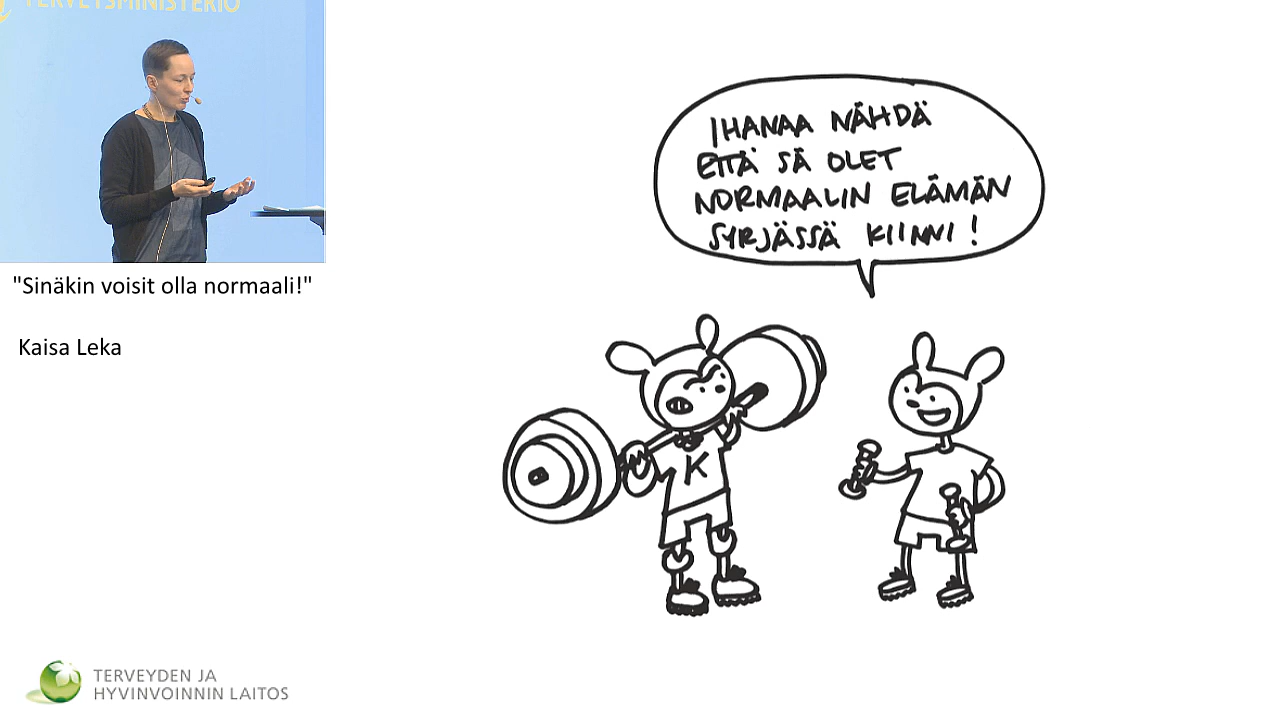 TERVEYSMINISTERIÖ
"Sinäkin voisit olla normaali!"
Kaisa Leka
IHANAA NÄHDÄ
ETTÄ SÄ OLET
NORMAALIN ELÄMÄN
SYRJÄSSÄ KIINNI!
K
TERVEYDEN JA
HYVINVOINNIN LAITOS